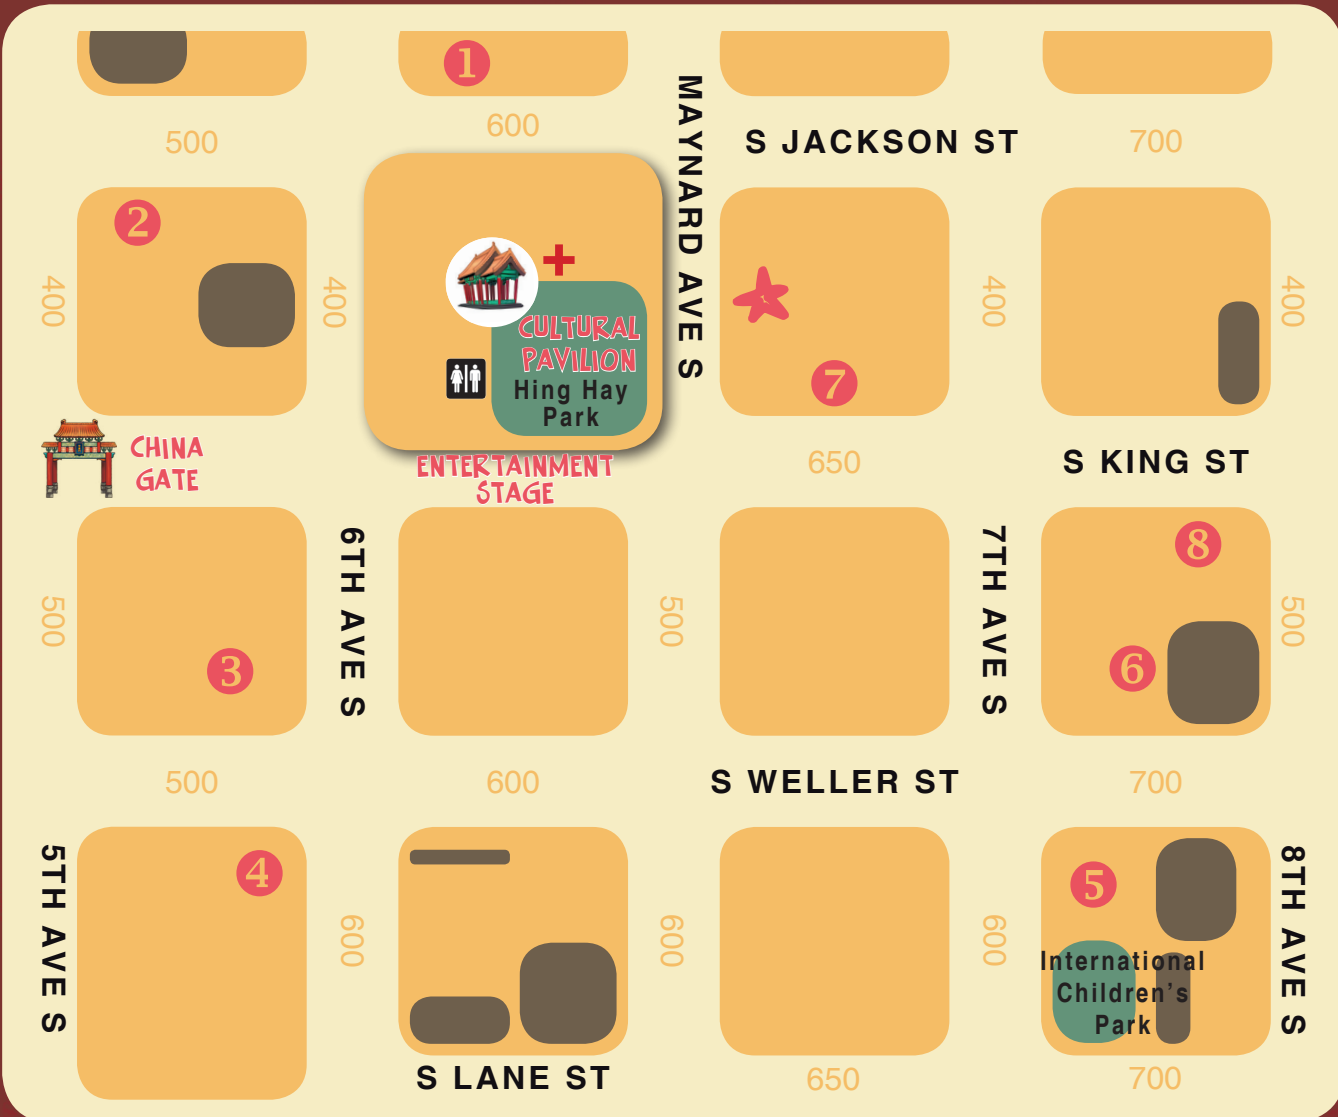 1
600
500
S JACKSON ST
700
MAYNARD AVE S
2
400
400
CULTURAL
PAVILION
Hing Hay
Park
7
400
400
CHINA
GATE
ENTERTAINMENT
STAGE
650
S KING ST
6TH AVE S
7TH AVE S
8
500
3
500
6
500
500
600
S WELLER ST
700
5TH AVE S
4
600
600
600
5
8TH AVE S
International
Children's
Park
S LANE ST
650
700